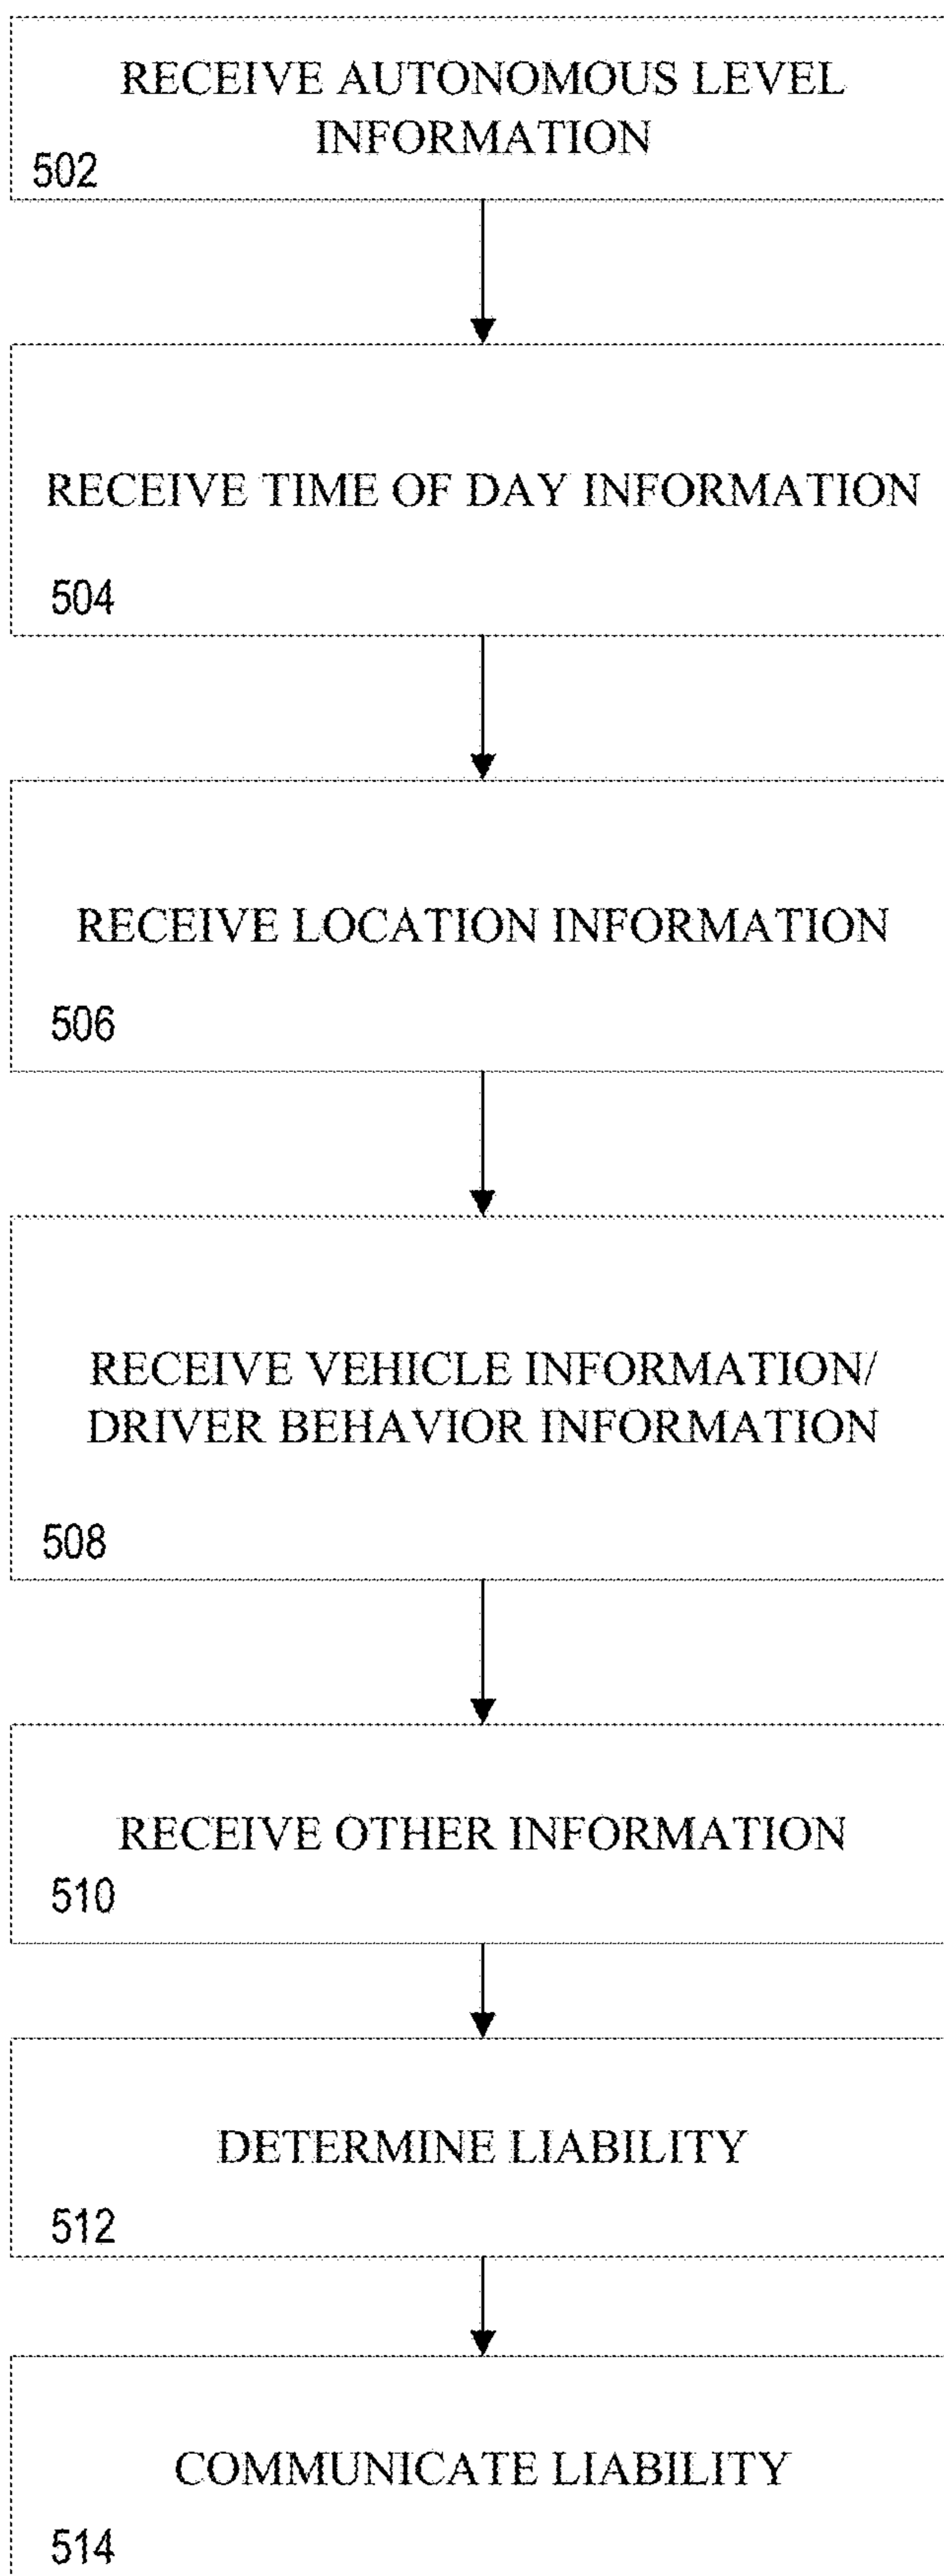 RECEIVE AUTONOMOUS LEVEL
INFORMATION
502
RECEIVE TIME OF DAY INFORMATION
504
RECEIVE LOCATION INFORMATION
506
RECEIVE VEHICLE INFORMATION/
DRIVER BEHAVIOR INFORMATION
508
RECEIVE OTHER INFORMATION
510
DETERMINE LIABILITY
512
COMMUNICATE LIABILITY
514